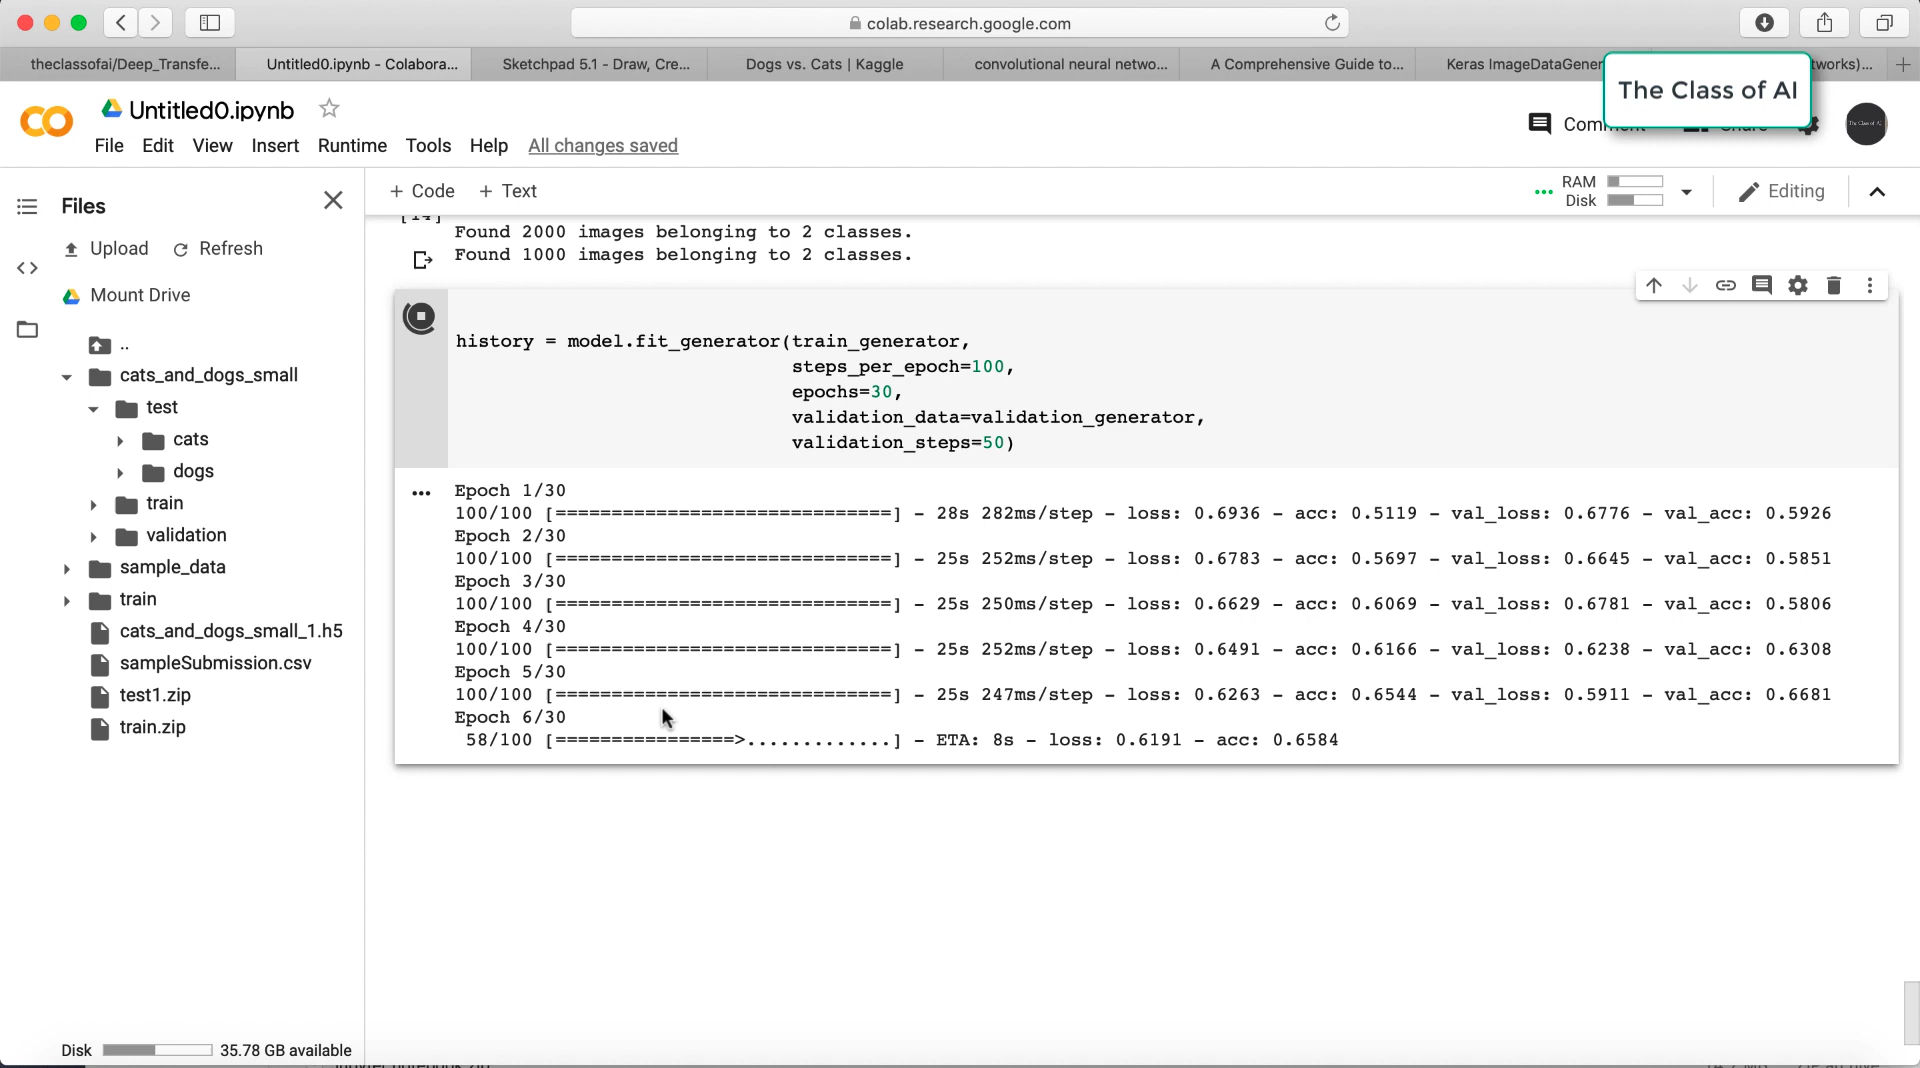 colab.research.google.com
theclassofai/Deep_Transfe...
Untitled0.ipynb - Colabora...
Sketchpad 5.1 - Draw, Cre...
Dogs vs. Cats | Kaggle
convolutional neural netwo...
A Comprehensive Guide to...
Keras ImageDataGener
tworks)...
The Class of AI
Untitled0.ipynb
File Edit View Insert Runtime Tools Help All changes saved
+ Code + Text
RAM
Disk
Editing
Files
Upload Refresh
Mount Drive
..
cats_and_dogs_small
test
cats
dogs
train
validation
sample_data
train
cats_and_dogs_small_1.h5
sampleSubmission.csv
test1.zip
train.zip
Disk 35.78 GB available
[14]
Found 2000 images belonging to 2 classes.
Found 1000 images belonging to 2 classes.
history = model.fit_generator(train_generator,
steps_per_epoch=100,
epochs=30,
validation_data=validation_generator,
validation_steps=50)
Epoch 1/30
100/100 [==============================] - 28s 282ms/step - loss: 0.6936 - acc: 0.5119 - val_loss: 0.6776 - val_acc: 0.5926
Epoch 2/30
100/100 [==============================] - 25s 252ms/step - loss: 0.6783 - acc: 0.5697 - val_loss: 0.6645 - val_acc: 0.5851
Epoch 3/30
100/100 [==============================] - 25s 250ms/step - loss: 0.6629 - acc: 0.6069 - val_loss: 0.6781 - val_acc: 0.5806
Epoch 4/30
100/100 [==============================] - 25s 252ms/step - loss: 0.6491 - acc: 0.6166 - val_loss: 0.6238 - val_acc: 0.6308
Epoch 5/30
100/100 [==============================] - 25s 247ms/step - loss: 0.6263 - acc: 0.6544 - val_loss: 0.5911 - val_acc: 0.6681
Epoch 6/30
58/100 [================>.............] - ETA: 8s - loss: 0.6191 - acc: 0.6584